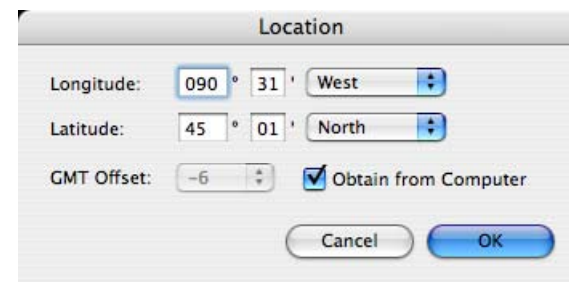 Location
Longitude: 090 ° 31 ' West
Latitude: 45 ° 01 ' North
GMT Offset: -6 Obtain from Computer
Cancel OK